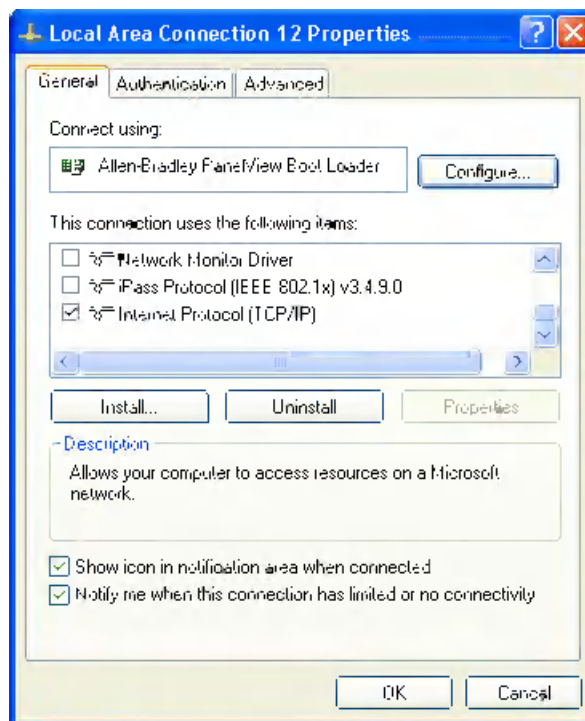 Local Area Connection 12 Properties
General Authentication Advanced
Connect using:
Allen-Bradley PanelView Boot Loader Configure...
This connection uses the following items:
Network Monitor Driver
iPass Protocol (IEEE 802.1x) v3.4.9.0
Internet Protocol (TCP/IP)
Install... Uninstall Properties
Description
Allows your computer to access resources on a Microsoft
network.
Show icon in notification area when connected
Notify me when this connection has limited or no connectivity
OK Cancel